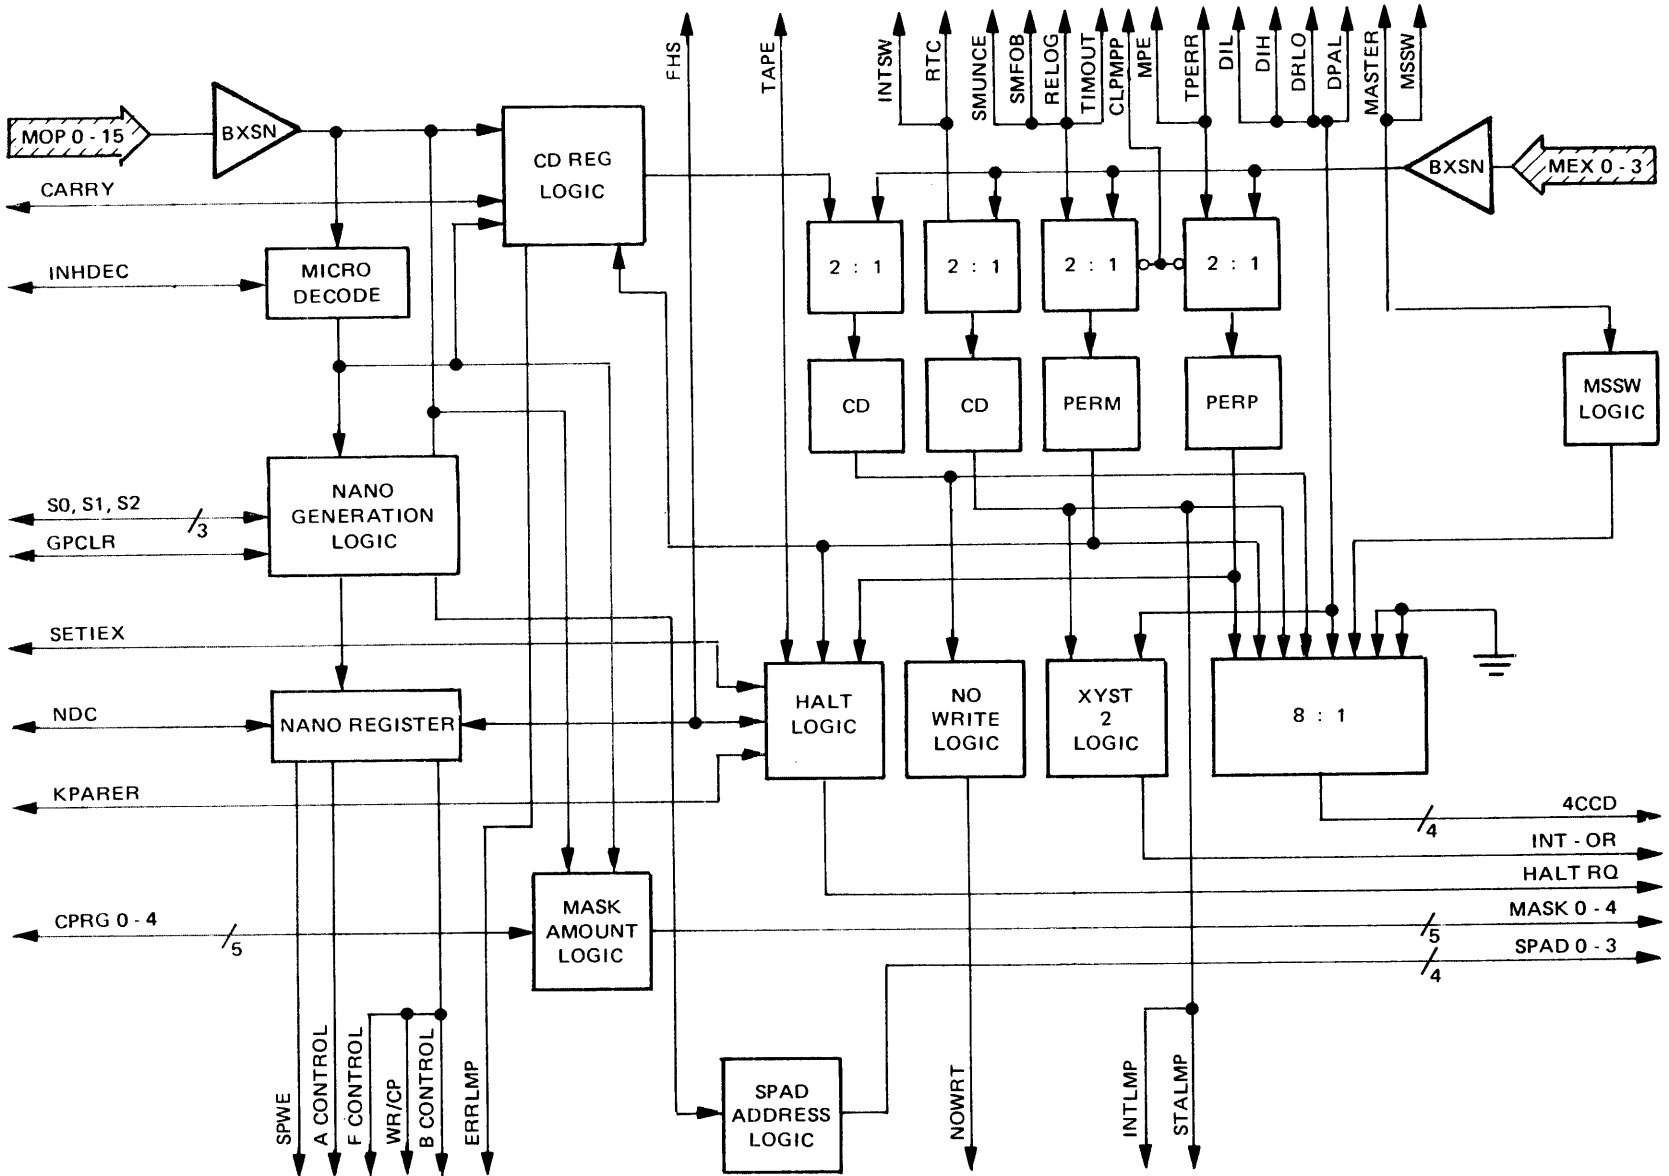 FHS
TAPE
INTSW
RTC
SMUNCE
SMFOB
RELOG
TIMOUT
CLPMPP
MPE
TPERR
DIL
DIH
DRLO
DPAL
MASTER
MSSW
MOP 0 - 15
BXSN
CD REG
LOGIC
BXSN
MEX 0 - 3
CARRY
INHDEC
MICRO
DECODE
2 : 1
2 : 1
2 : 1
2 : 1
CD
CD
PERM
PERP
MSSW
LOGIC
S0, S1, S2
3
GPCLR
NANO
GENERATION
LOGIC
SETIEX
NDC
NANO REGISTER
HALT
LOGIC
NO
WRITE
LOGIC
XYST
2
LOGIC
8 : 1
KPARER
4CCD
4
INT - OR
HALT RQ
CPRG 0 - 4
5
MASK
AMOUNT
LOGIC
MASK 0 - 4
5
SPAD 0 - 3
4
SPWE
A CONTROL
F CONTROL
WR/CP
B CONTROL
ERRLMP
SPAD
ADDRESS
LOGIC
NOWRT
INTLMP
STALMP